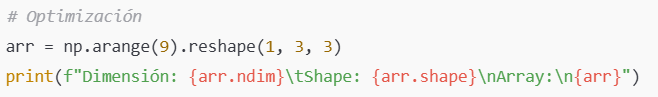 # Optimización
arr = np.arange(9).reshape(1, 3, 3)
print(f"Dimensión: {arr.ndim}\tShape: {arr.shape}\nArray:\n{arr}")